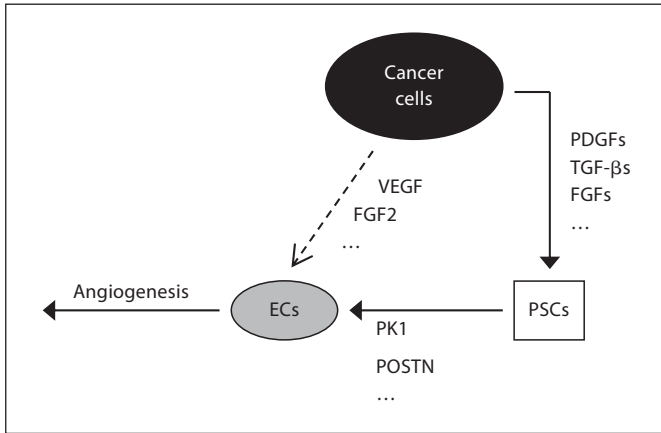 Cancer
cells
PDGFs
TGF-βs
FGFs
…
VEGF
FGF2
…
Angiogenesis
ECs
PSCs
PK1
POSTN
…